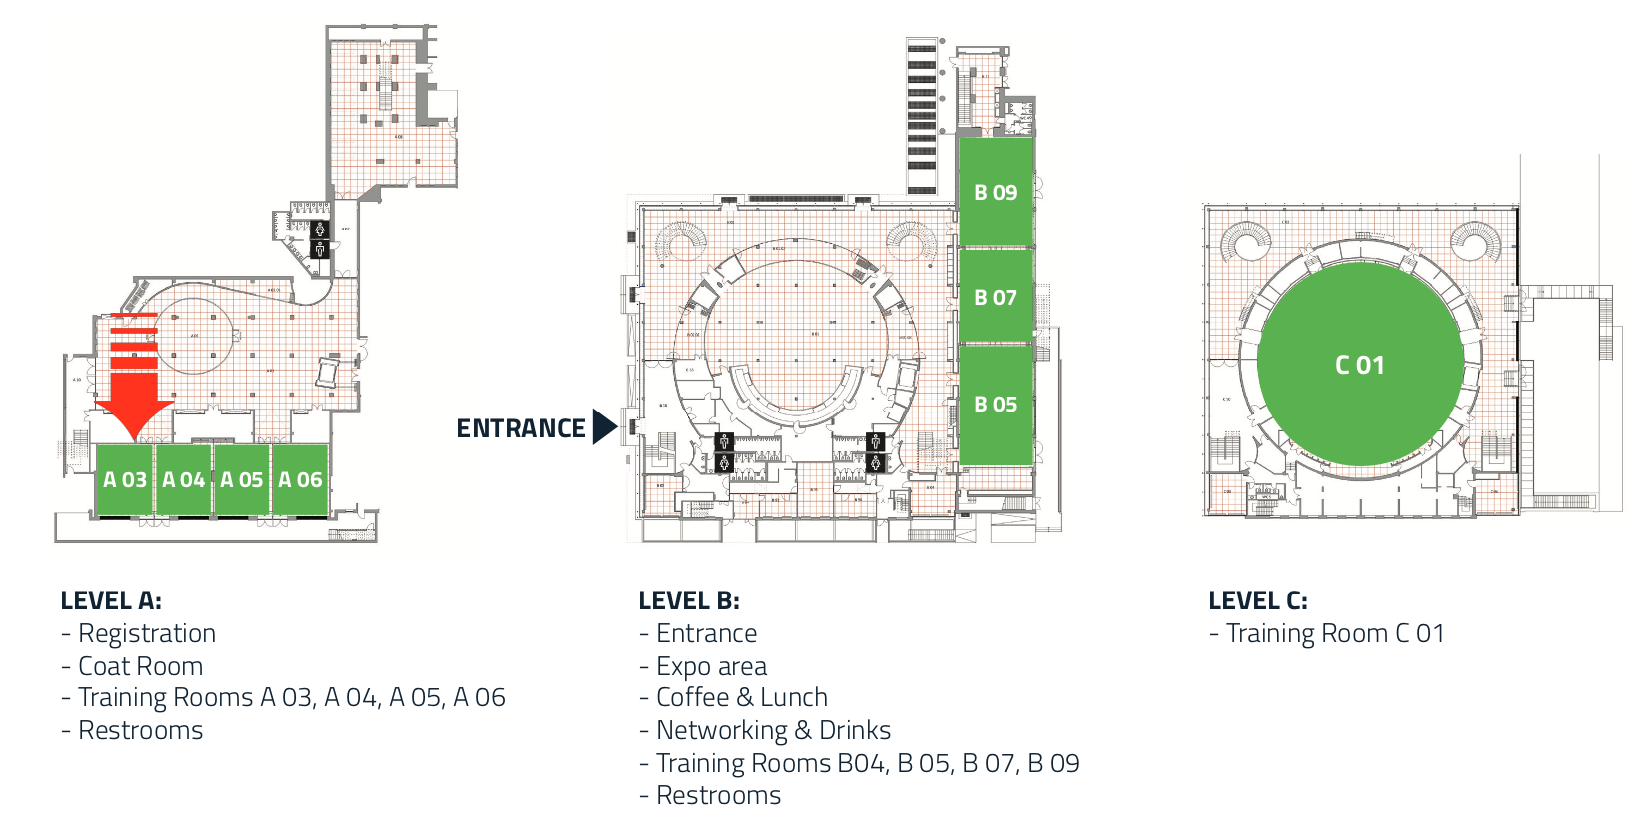 B 09
B 07
B 05
C 01
ENTRANCE
A 03
A 04
A 05
A 06
LEVEL A:
- Registration
- Coat Room
- Training Rooms A 03, A 04, A 05, A 06
- Restrooms
LEVEL B:
- Entrance
- Expo area
- Coffee & Lunch
- Networking & Drinks
- Training Rooms B04, B 05, B 07, B 09
- Restrooms
LEVEL C:
- Training Room C 01